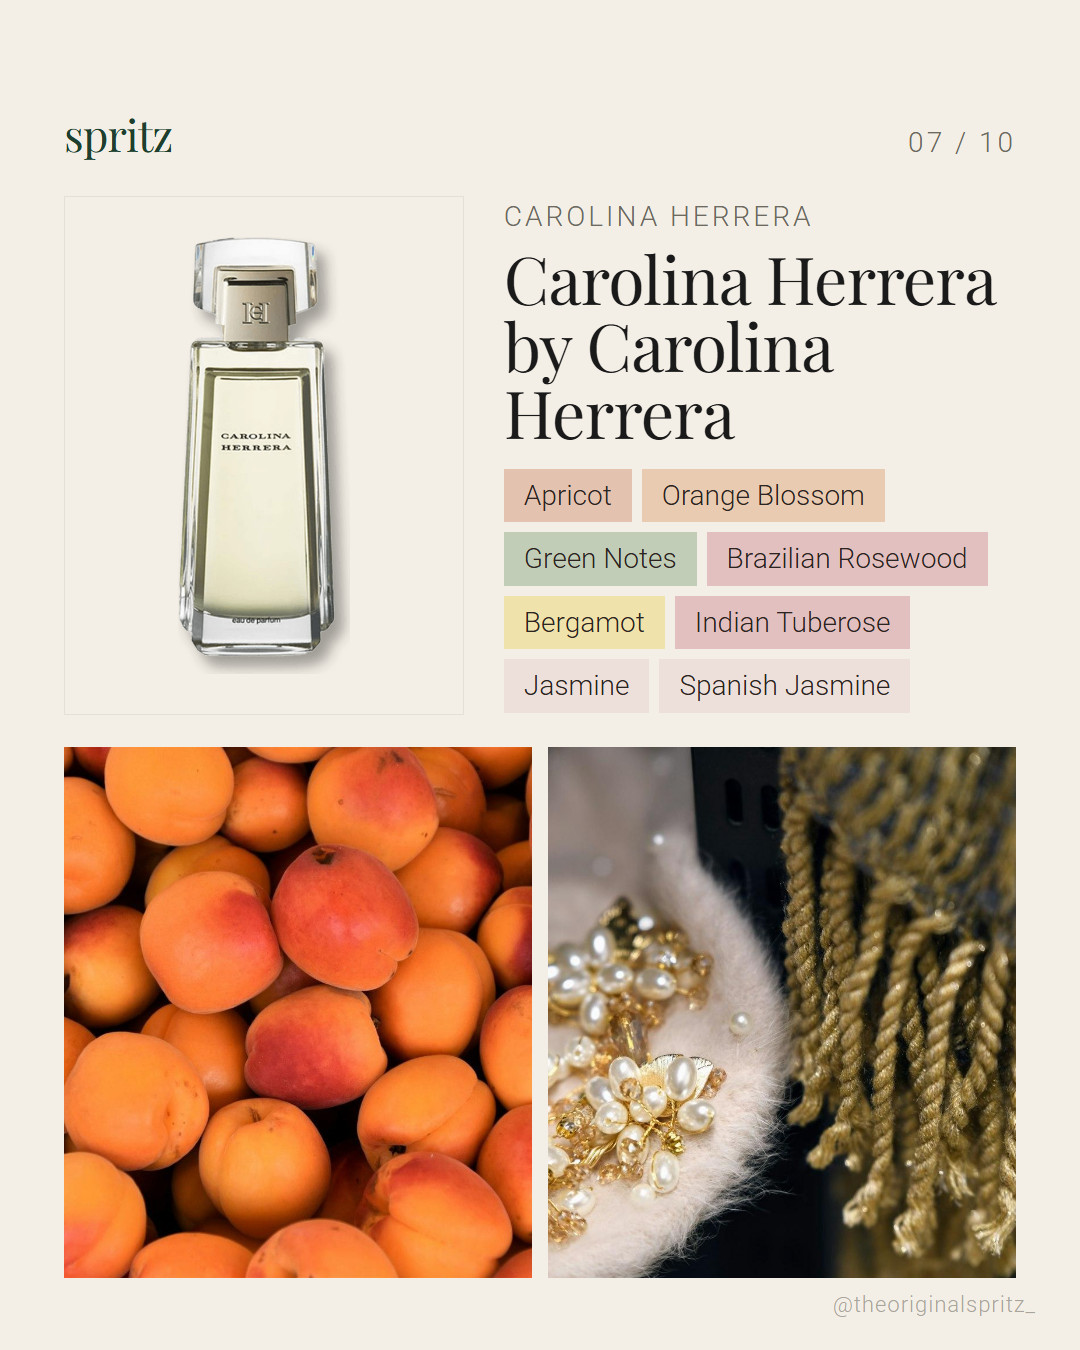 spritz
07 / 10
CAROLINA HERRERA
Carolina Herrera
by Carolina
Herrera
CAROLINA
HERRERA
eau de parfum
Apricot
Orange Blossom
Green Notes
Brazilian Rosewood
Bergamot
Indian Tuberose
Jasmine
Spanish Jasmine
@theoriginalspritz_